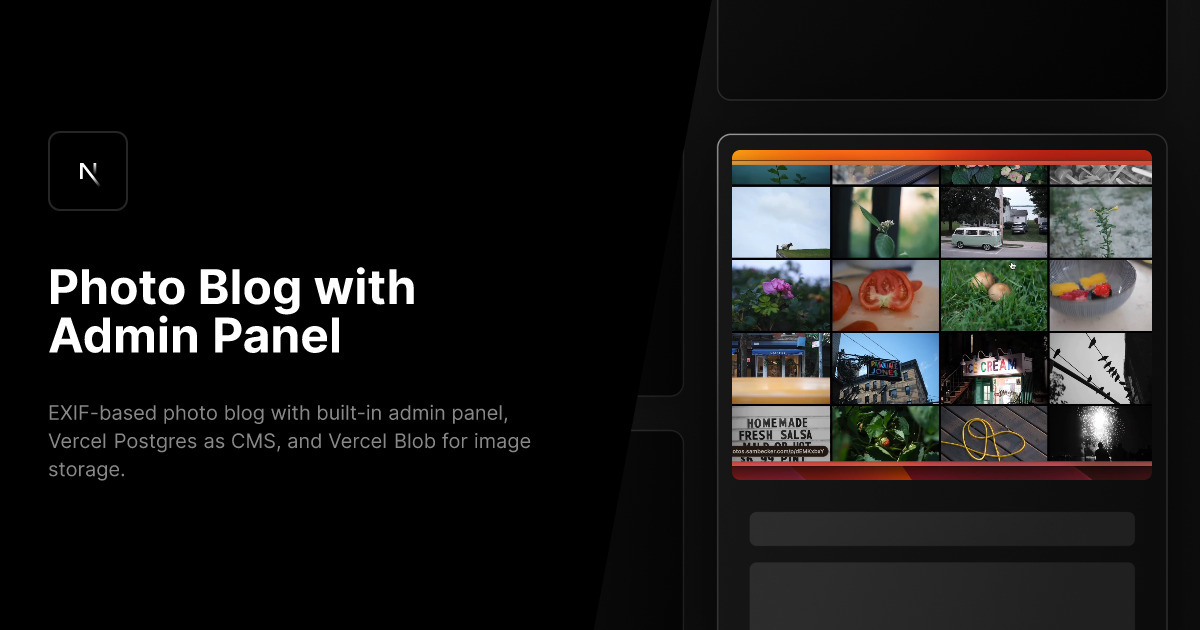 N
Photo Blog with
Admin Panel
EXIF-based photo blog with built-in admin panel,
Vercel Postgres as CMS, and Vercel Blob for image
storage.
JONES
ICE CREAM
HOMEMADE
FRESH SALSA
MILD OR HOT